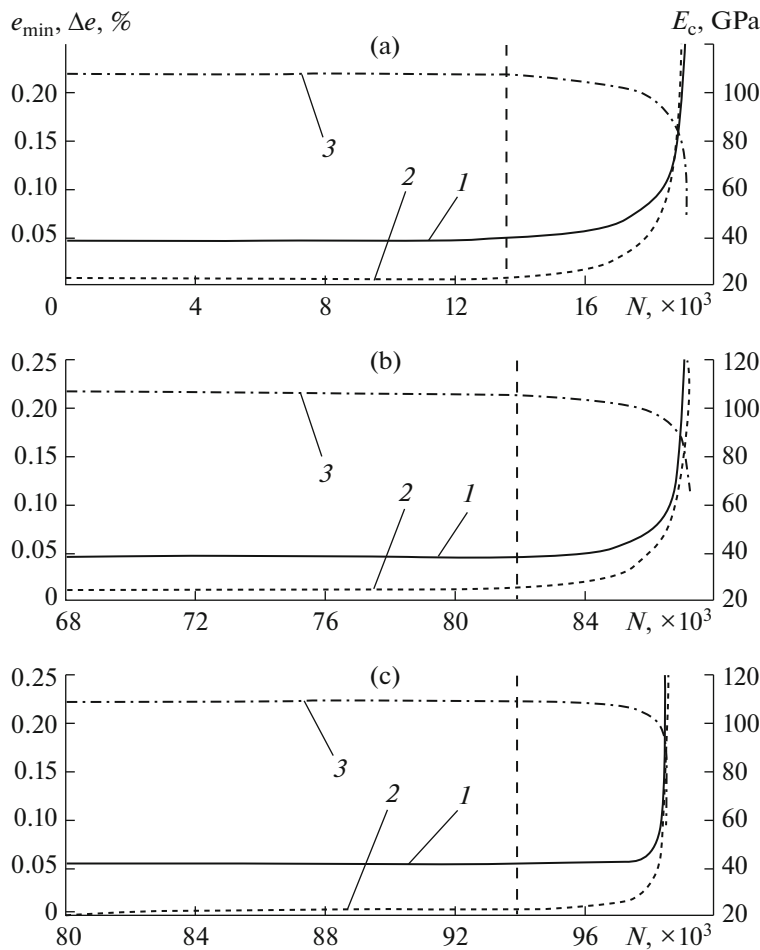 e_min, Δe, % E_c, GPa
(a)
0.20 100
0.15 3 80
0.10 2 1 60
0.05 40
20
0 4 8 12 16 N, ×10³
0.25 (b) 120
0.20 100
0.15 3 80
0.10 2 1 60
0.05 40
0 20
68 72 76 80 84 N, ×10³
0.25 (c) 120
0.20 100
0.15 3 80
0.10 2 1 60
0.05 40
0 20
80 84 88 92 96 N, ×10³